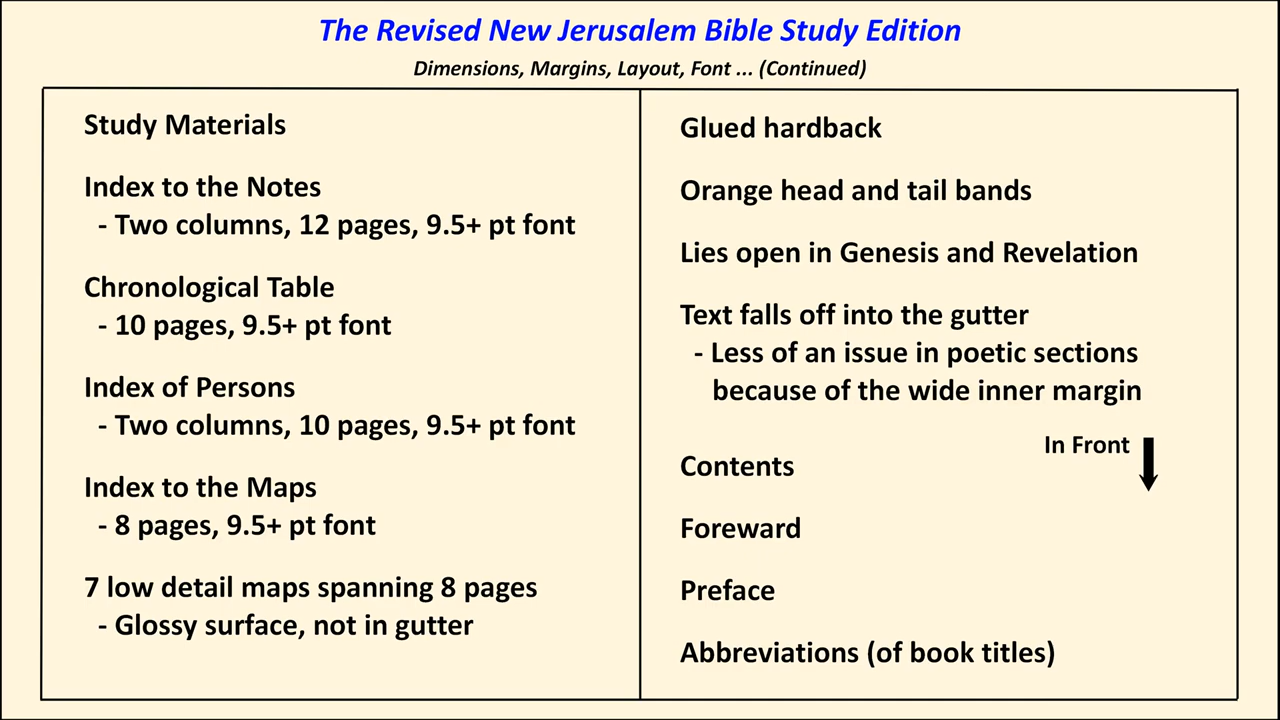 The Revised New Jerusalem Bible Study Edition
Dimensions, Margins, Layout, Font ... (Continued)
Study Materials
Index to the Notes
- Two columns, 12 pages, 9.5+ pt font
Chronological Table
- 10 pages, 9.5+ pt font
Index of Persons
- Two columns, 10 pages, 9.5+ pt font
Index to the Maps
- 8 pages, 9.5+ pt font
7 low detail maps spanning 8 pages
- Glossy surface, not in gutter
Glued hardback
Orange head and tail bands
Lies open in Genesis and Revelation
Text falls off into the gutter
- Less of an issue in poetic sections
because of the wide inner margin
In Front
Contents
Foreward
Preface
Abbreviations (of book titles)